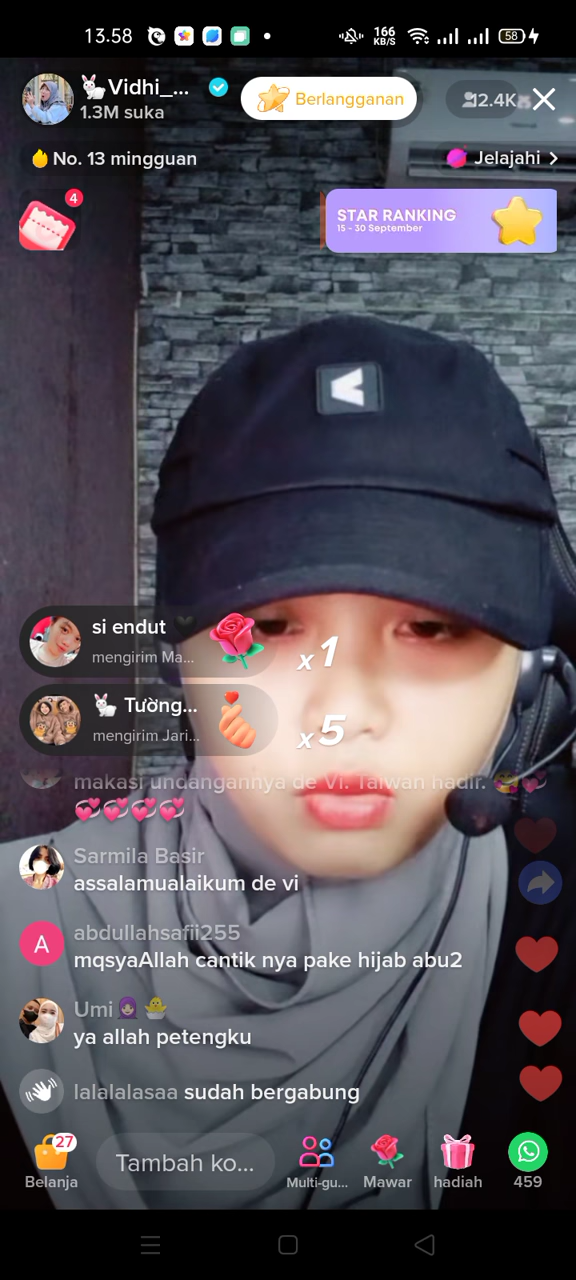 13.58
166
KB/S
58
Vidhi_...
1.3M suka
Berlangganan
12.4K
No. 13 mingguan
Jelajahi >
4
STAR RANKING
15 - 30 September
si endut
mengirim Ma...
x1
Tường...
mengirim Jari...
x5
makasi undangannya de Vi. Taiwan hadir.
Sarmila Basir
assalamualaikum de vi
A
abdullahsafii255
mqsyaAllah cantik nya pake hijab abu2
Umi
ya allah petengku
lalalalasaa sudah bergabung
27
Belanja
Tambah ko...
Multi-gu...
Mawar
hadiah
459